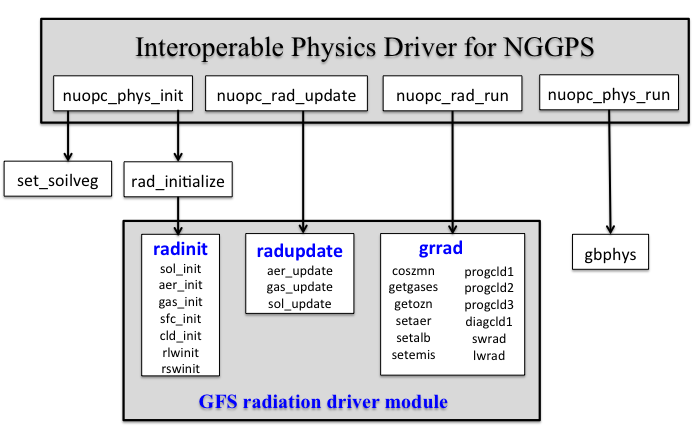 Interoperable Physics Driver for NGGPS
nuopc_phys_init
nuopc_rad_update
nuopc_rad_run
nuopc_phys_run
set_soilveg
rad_initialize
radinit
sol_init
aer_init
gas_init
sfc_init
cld_init
rlwinit
rswinit
radupdate
aer_update
gas_update
sol_update
grrad
coszmn
getgases
getozn
setaer
setalb
setemis
progcld1
progcld2
progcld3
diagcld1
swrad
lwrad
gbphys
GFS radiation driver module